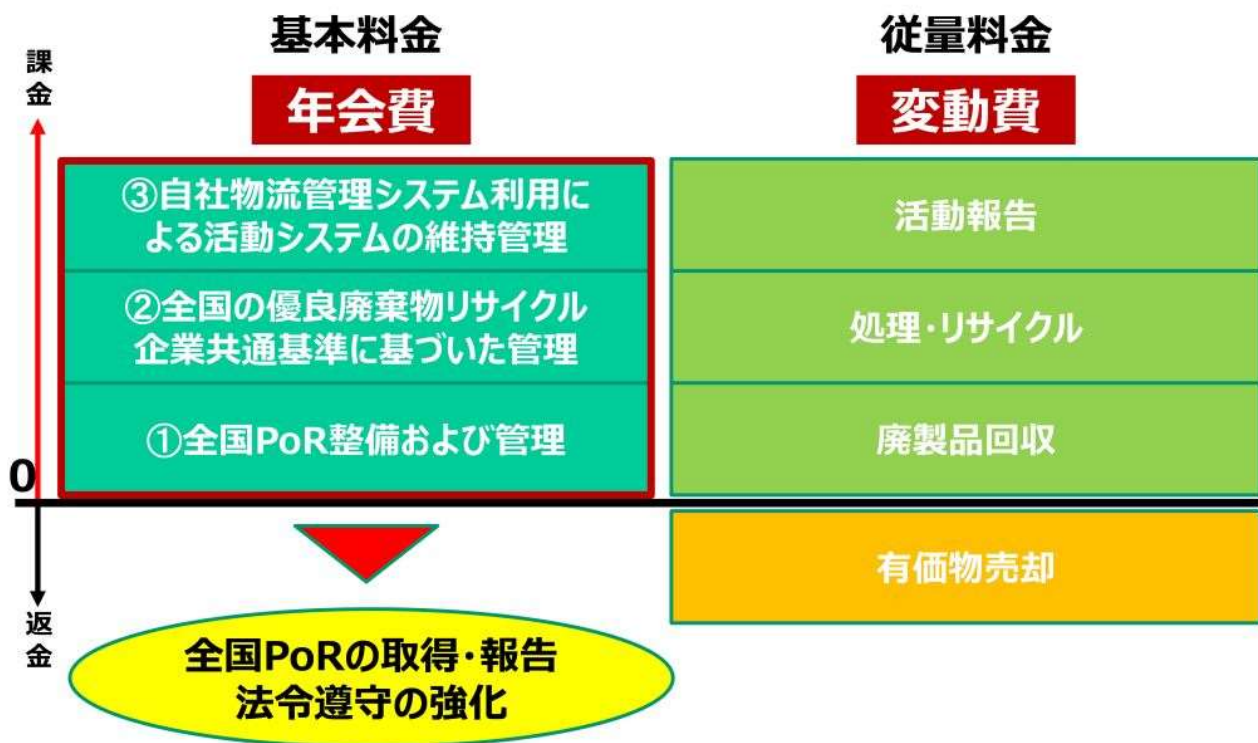 基本料金
従量料金
課金
年会費
変動費
③自社物流管理システム利用に
よる活動システムの維持管理
活動報告
②全国の優良廃棄物リサイクル
企業共通基準に基づいた管理
処理・リサイクル
①全国PoR整備および管理
廃製品回収
0
有価物売却
返金
全国PoRの取得・報告
法令遵守の強化